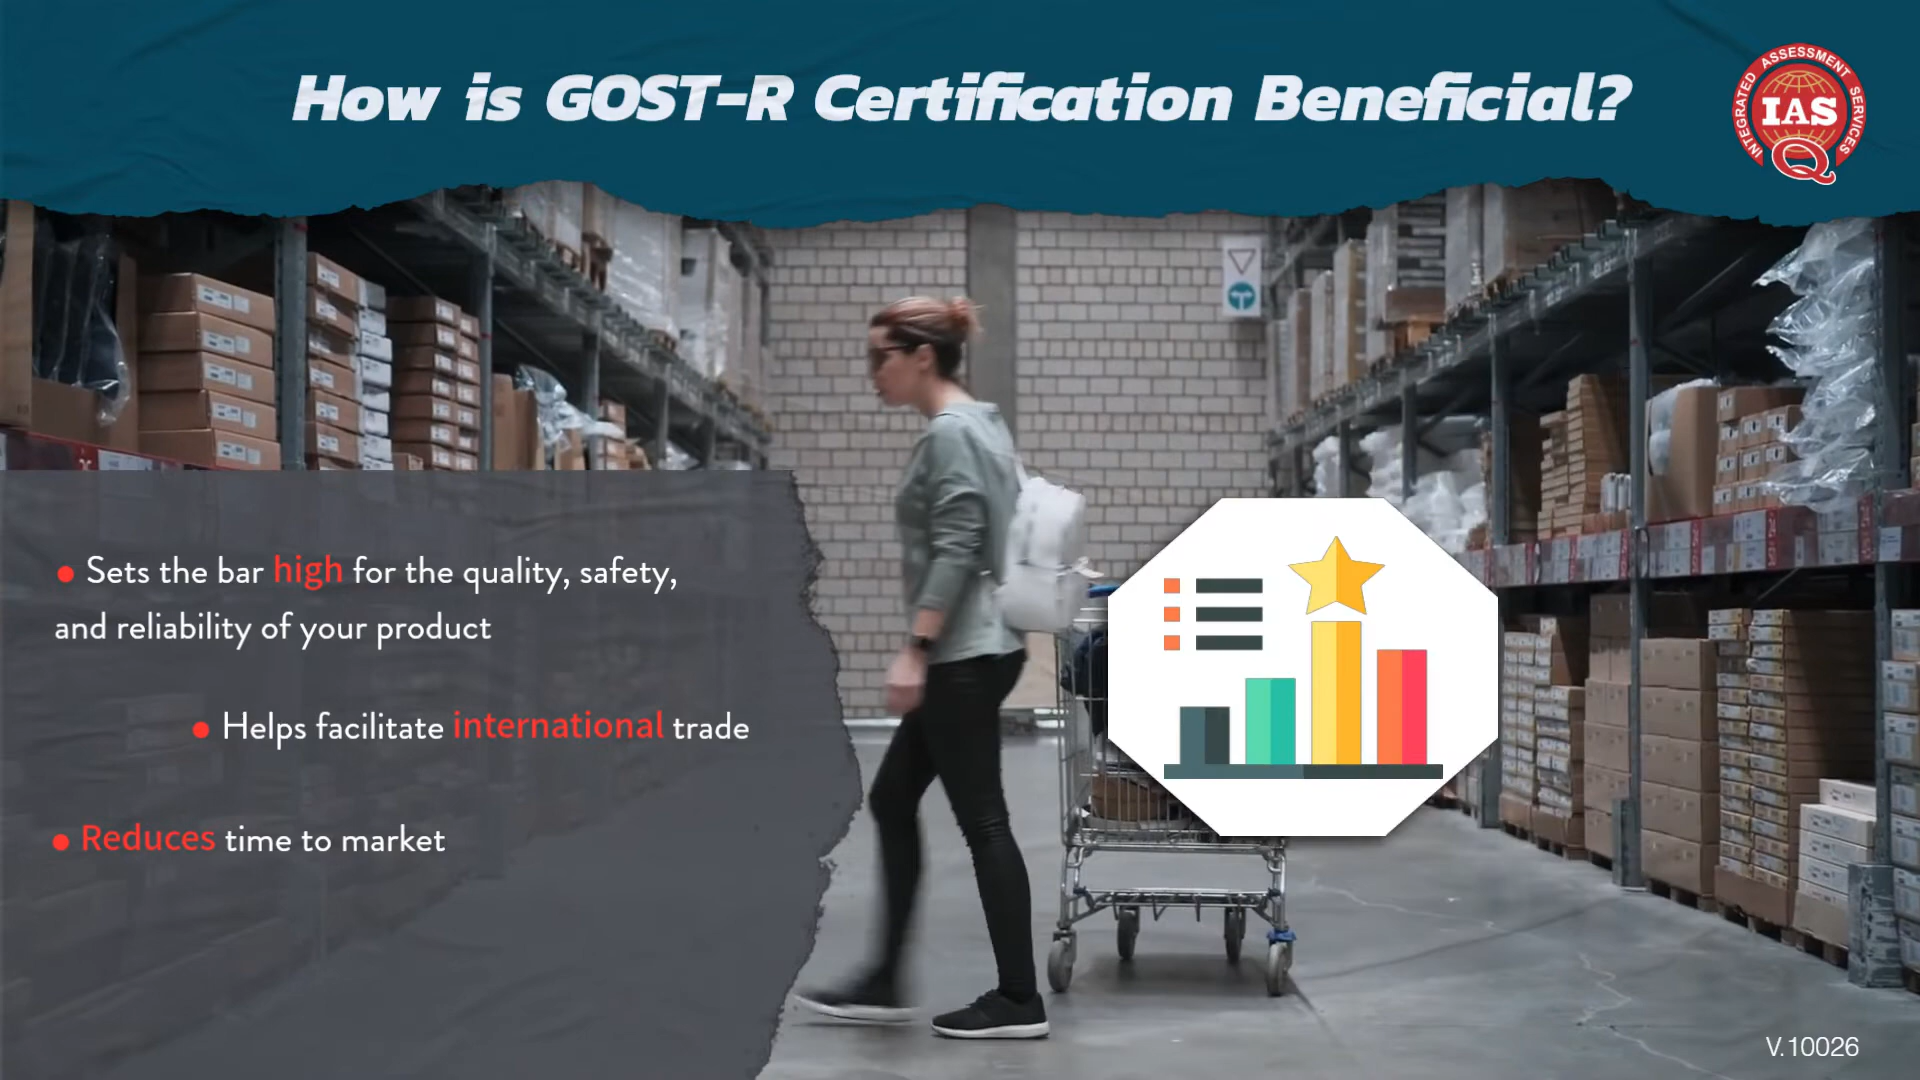 How is GOST-R Certification Beneficial?
INTEGRATED ASSESSMENT SERVICES
IAS
Q
• Sets the bar high for the quality, safety,
and reliability of your product
• Helps facilitate international trade
• Reduces time to market
V.10026